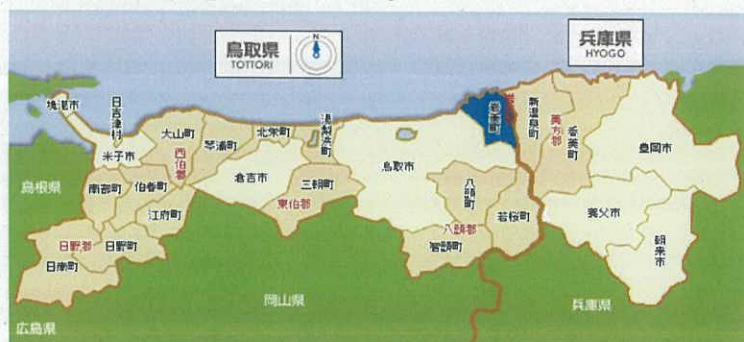 鳥取県
TOTTORI
N
兵庫県
HYOGO
境港市
日吉津村
米子市
大山町
西伯郡
琴浦町
北栄町
湯梨浜町
倉吉市
三朝町
東伯郡
鳥取市
岩美町
新温泉町
美方郡
香美町
豊岡市
島根県
南部町
伯耆町
江府町
日野郡
日野町
日南町
八頭町
八頭郡
若桜町
智頭町
養父市
朝来市
岡山県
兵庫県
広島県